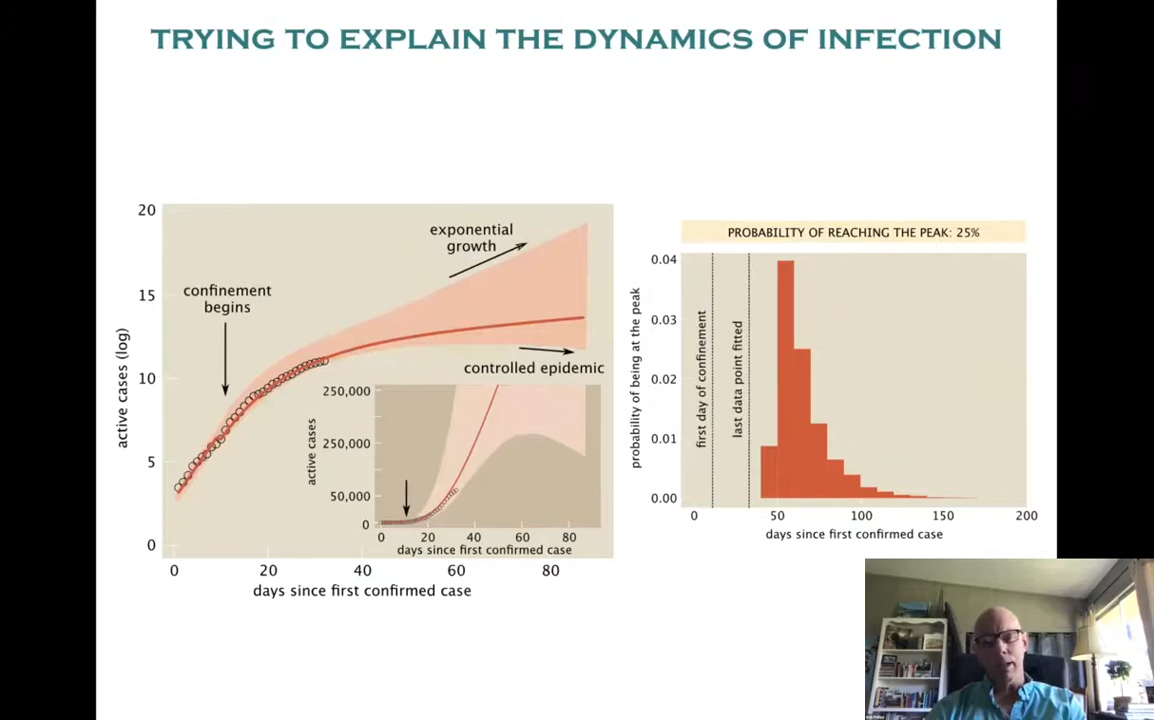 TRYING TO EXPLAIN THE DYNAMICS OF INFECTION
20
15
10
5
0
active cases (log)
0
20
40
60
80
days since first confirmed case
confinement
begins
exponential
growth
controlled epidemic
250,000
250,000
50,000
0
active cases
0
20
40
60
80
days since first confirmed case
PROBABILITY OF REACHING THE PEAK: 25%
0.04
0.03
0.02
0.01
0.00
probability of being at the peak
first day of confinement
last data point fitted
0
50
100
150
200
days since first confirmed case